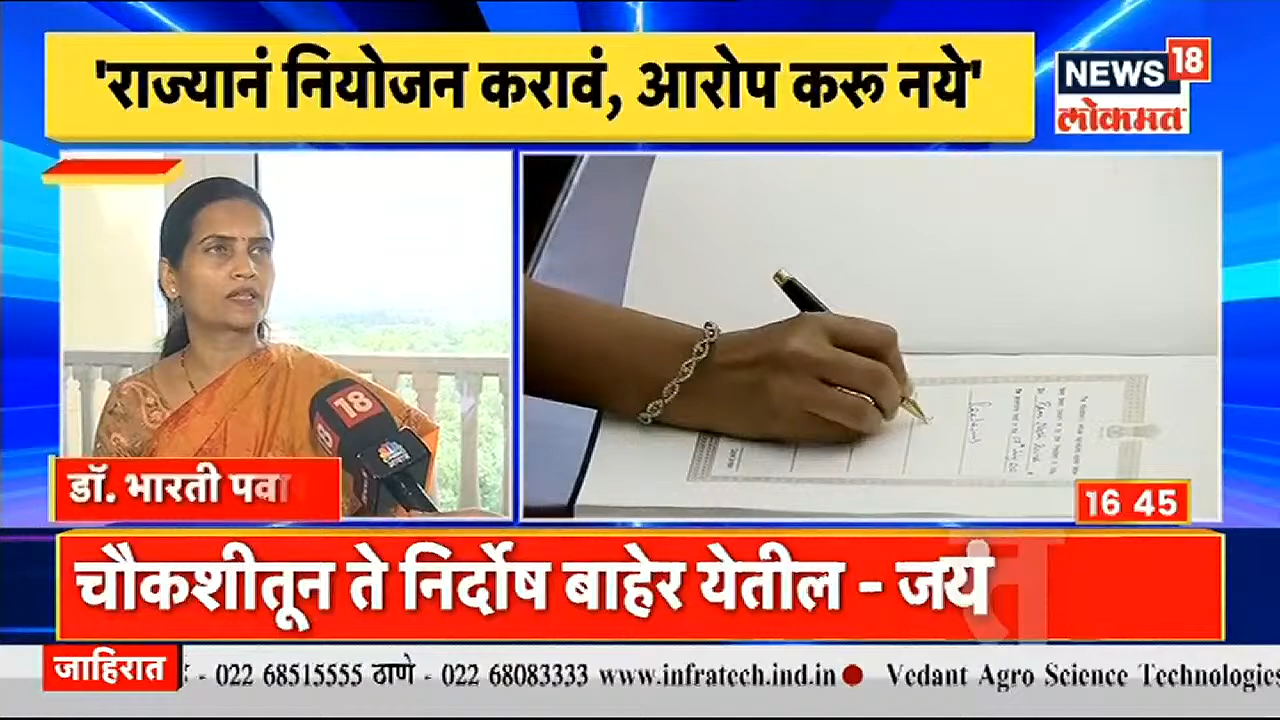 'राज्यानं नियोजन करावं, आरोप करू नये'
NEWS 18
लोकमत
18
डॉ. भारती पवा
16 45
चौकशीतून ते निर्दोष बाहेर येतील - जयं
जाहिरात
- 022 68515555 ठाणे - 022 68083333 www.infratech.ind.in ● Vedant Agro Science Technologies